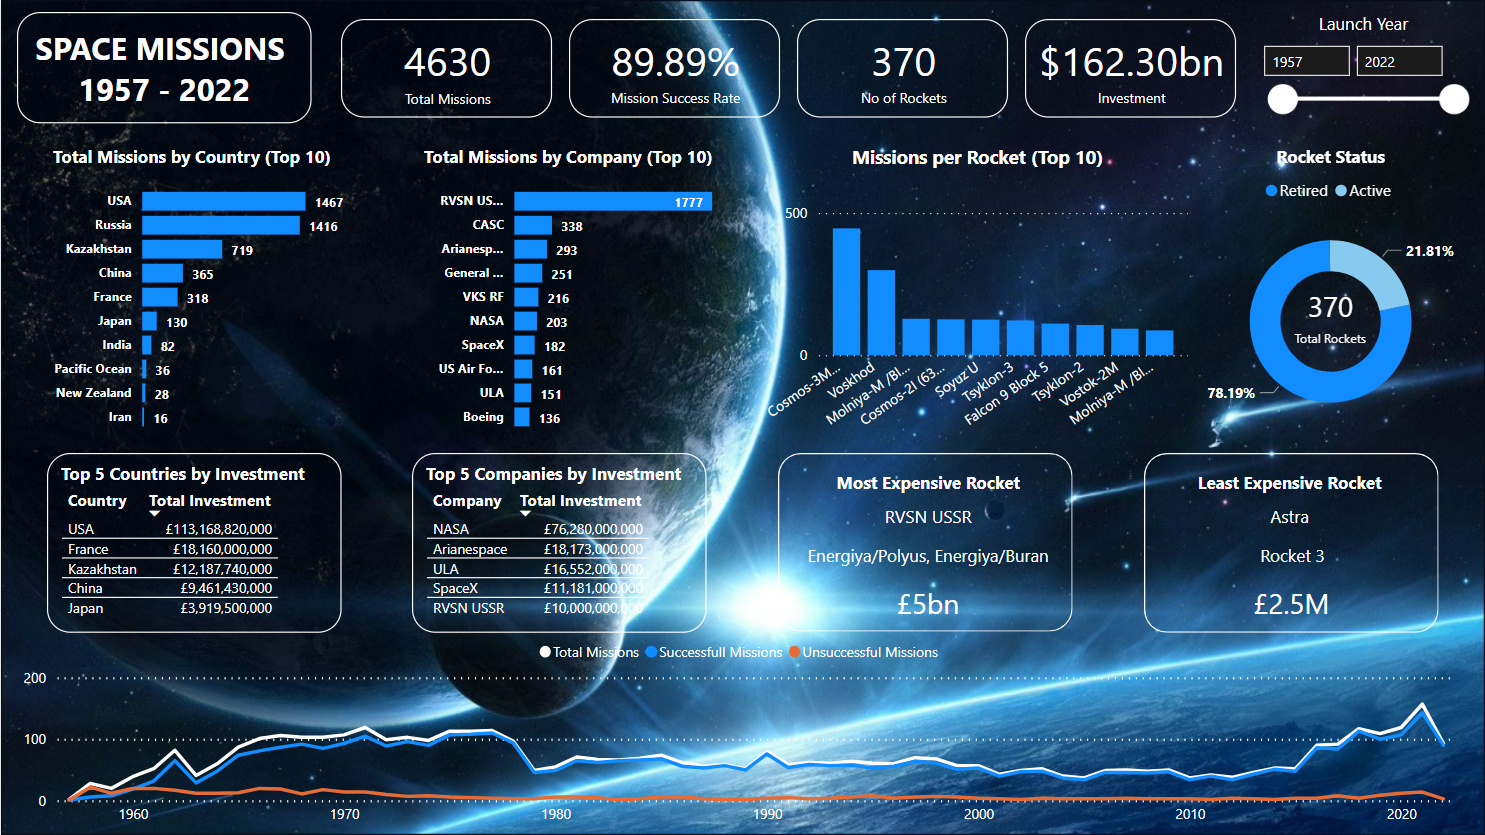 SPACE MISSIONS
1957 - 2022
4630
Total Missions
89.89%
Mission Success Rate
370
No of Rockets
$162.30bn
Investment
Launch Year
1957
2022
Total Missions by Country (Top 10)
USA 1467
Russia 1416
Kazakhstan 719
China 365
France 318
Japan 130
India 82
Pacific Ocean 36
New Zealand 28
Iran 16
Total Missions by Company (Top 10)
RVSN US... 1777
CASC 338
Arianesp... 293
General ... 251
VKS RF 216
NASA 203
SpaceX 182
US Air Fo... 161
ULA 151
Boeing 136
Missions per Rocket (Top 10)
500
0
Cosmos-3M...
Voskhod
Molniya-M /Bl...
Cosmos-2I (63...
Soyuz U
Tsyklon-3
Falcon 9 Block 5
Tsyklon-2
Vostok-2M
Molniya-M /Bl...
Rocket Status
Retired Active
21.81%
370
Total Rockets
78.19%
Top 5 Countries by Investment
Country Total Investment
USA £113,168,820,000
France £18,160,000,000
Kazakhstan £12,187,740,000
China £9,461,430,000
Japan £3,919,500,000
Top 5 Companies by Investment
Company Total Investment
NASA £76,280,000,000
Arianespace £18,173,000,000
ULA £16,552,000,000
SpaceX £11,181,000,000
RVSN USSR £10,000,000,000
Most Expensive Rocket
RVSN USSR
Energiya/Polyus, Energiya/Buran
£5bn
Least Expensive Rocket
Astra
Rocket 3
£2.5M
Total Missions Successfull Missions Unsuccessful Missions
200
100
0
1960 1970 1980 1990 2000 2010 2020